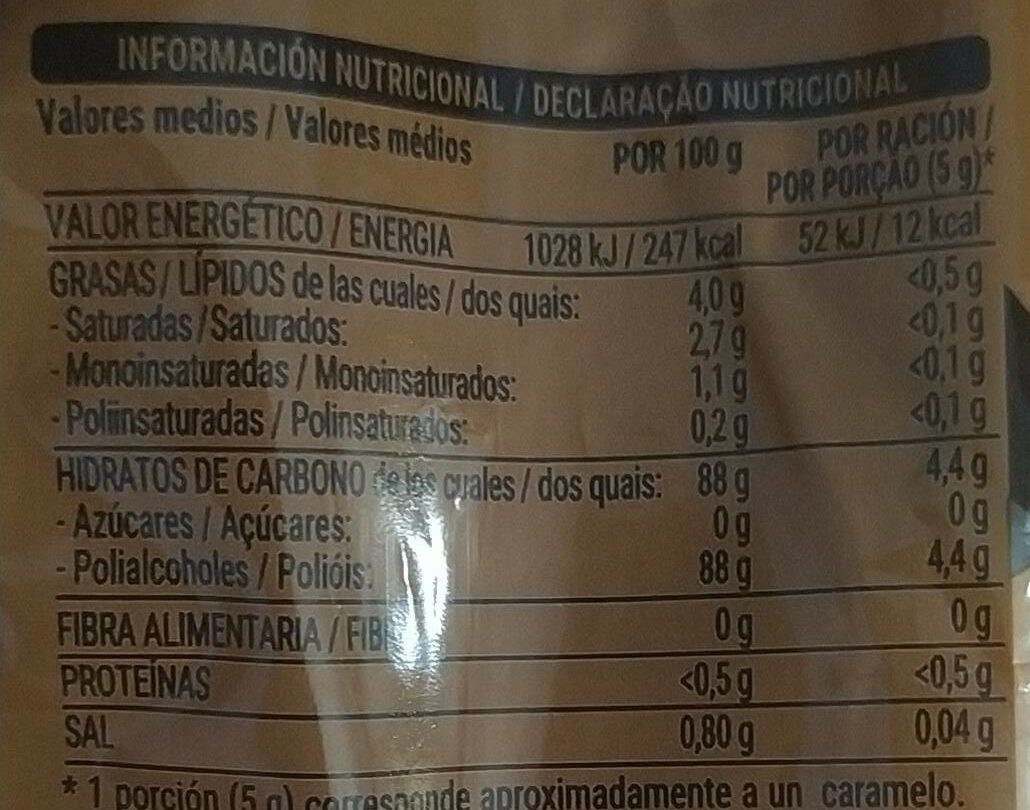 INFORMACIÓN NUTRICIONAL / DECLARAÇÃO NUTRICIONAL
Valores medios / Valores médios POR 100 g POR RACIÓN /
POR PORÇÃO (5 g)*
VALOR ENERGÉTICO / ENERGIA 1028 kJ / 247 kcal 52 kJ / 12 kcal
GRASAS / LÍPIDOS de las cuales / dos quais: 4,0 g <0,5 g
- Saturadas / Saturados: 2,7 g <0,1 g
- Monoinsaturadas / Monoinsaturados: 1,1 g <0,1 g
- Poliinsaturadas / Polinsaturados: 0,2 g <0,1 g
HIDRATOS DE CARBONO de los cuales / dos quais: 88 g 4,4 g
- Azúcares / Açúcares: 0 g 0 g
- Polialcoholes / Polióis: 88 g 4,4 g
FIBRA ALIMENTARIA / 0 g 0 g
PROTEÍNAS <0,5 g <0,5 g
SAL 0,80 g 0,04 g
* 1 porción (5 g) corresponde aproximadamente a un caramelo.